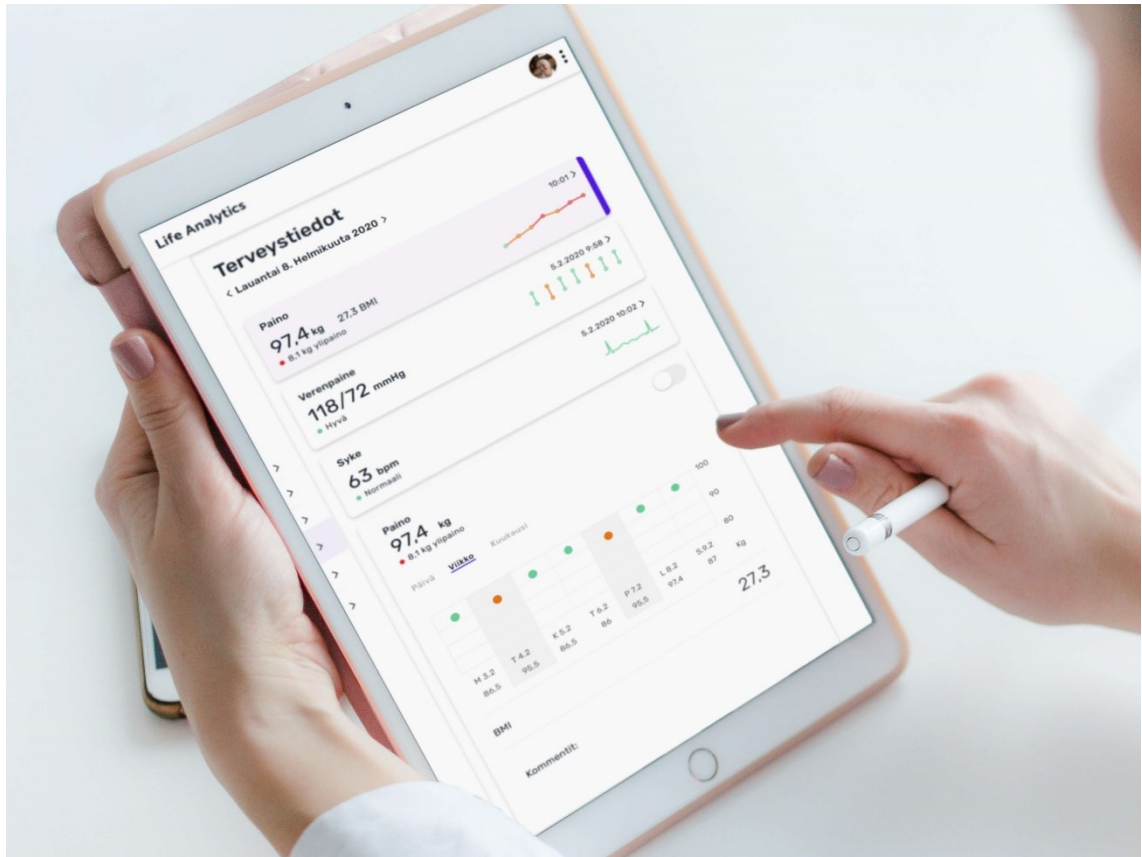 Life Analytics
Terveystiedot
< Lauantai 8. Helmikuuta 2020 >
Paino
10:01 >
97,4 kg 27,3 BMI
8,1 kg ylipaino
Verenpaine
5.2.2020 9:58 >
118/72 mmHg
Hyvä
Syke
5.2.2020 10:02 >
63 bpm
Normaali
Paino
97,4 kg
8,1 kg ylipaino
Päivä Viikko Kuukausi
100
90
80
M 3.2 T 4.2 K 5.2 T 6.2 P 7.2 L 8.2 S.9.2 Kg
86,5 95,5 86,5 86 95,5 97,4 87
BMI 27,3
Kommentit: